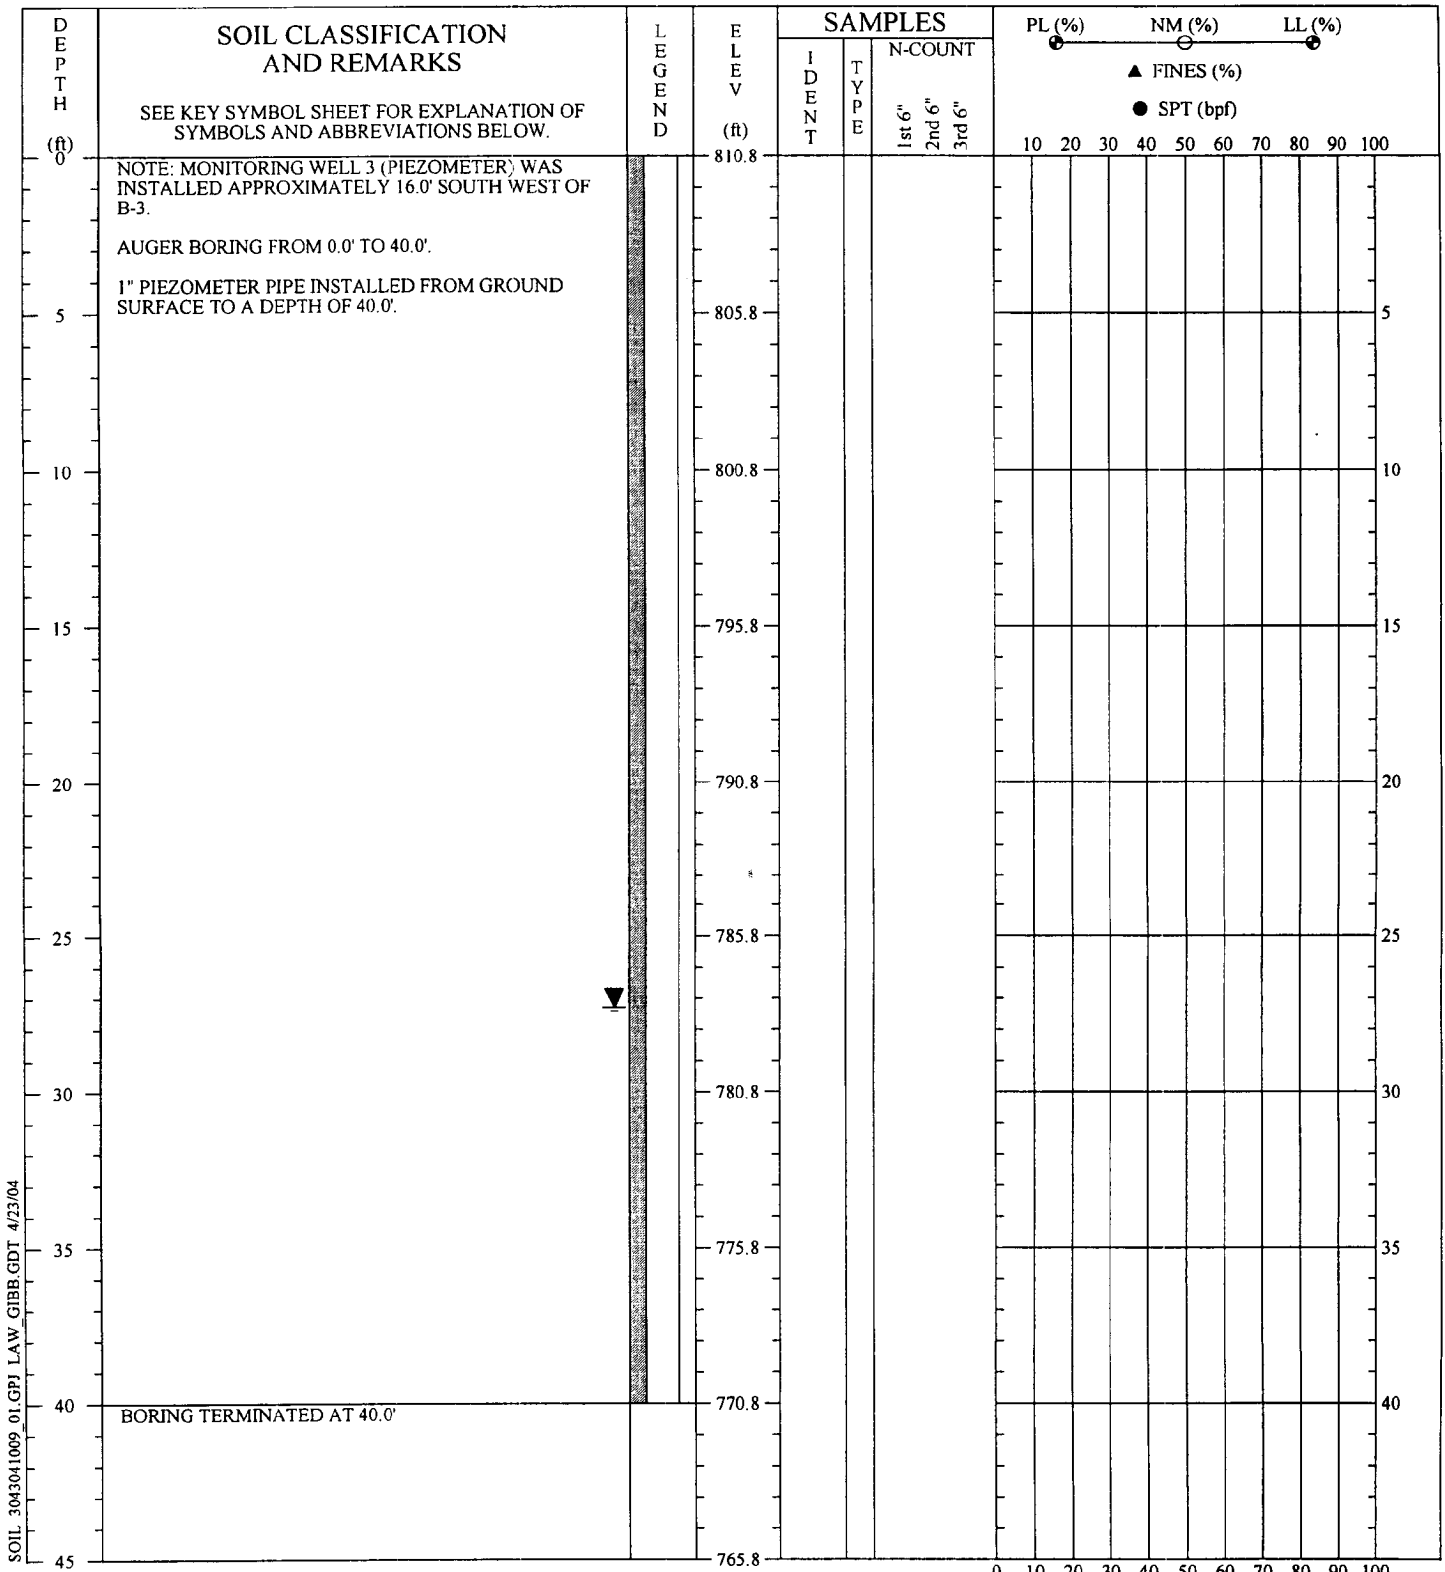 DEPTH (ft)
SOIL CLASSIFICATION
AND REMARKS
SEE KEY SYMBOL SHEET FOR EXPLANATION OF
SYMBOLS AND ABBREVIATIONS BELOW.
LEGEND
ELEV (ft)
SAMPLES
IDENT
TYPE
N-COUNT
1st 6"
2nd 6"
3rd 6"
PL (%) NM (%) LL (%)
▲ FINES (%)
● SPT (bpf)
10 20 30 40 50 60 70 80 90 100
0 810.8
NOTE: MONITORING WELL 3 (PIEZOMETER) WAS
INSTALLED APPROXIMATELY 16.0' SOUTH WEST OF
B-3.
AUGER BORING FROM 0.0' TO 40.0'.
1" PIEZOMETER PIPE INSTALLED FROM GROUND
SURFACE TO A DEPTH OF 40.0'.
5 805.8 5
10 800.8 10
15 795.8 15
20 790.8 20
25 785.8 25
30 780.8 30
35 775.8 35
40 770.8 40
BORING TERMINATED AT 40.0'
45 765.8
0 10 20 30 40 50 60 70 80 90 100
SOIL 3043041009_01.GPJ LAW_GIBB.GDT 4/23/04